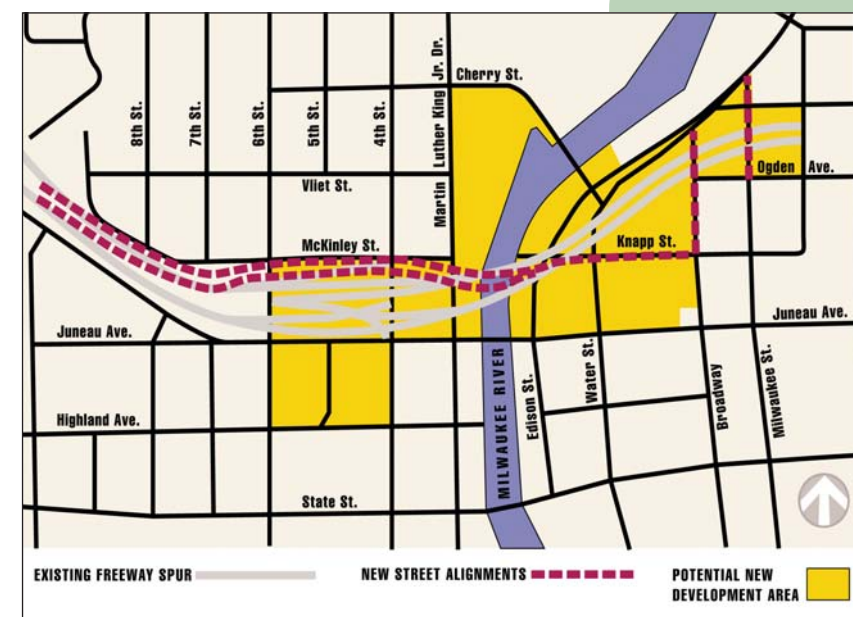 Cherry St.
8th St.
7th St.
6th St.
5th St.
4th St.
Martin Luther King Jr. Dr.
Vliet St.
Ogden Ave.
McKinley St.
Knapp St.
Juneau Ave.
Juneau Ave.
MILWAUKEE RIVER
Edison St.
Water St.
Broadway
Milwaukee St.
Highland Ave.
State St.
EXISTING FREEWAY SPUR
NEW STREET ALIGNMENTS
POTENTIAL NEW
DEVELOPMENT AREA